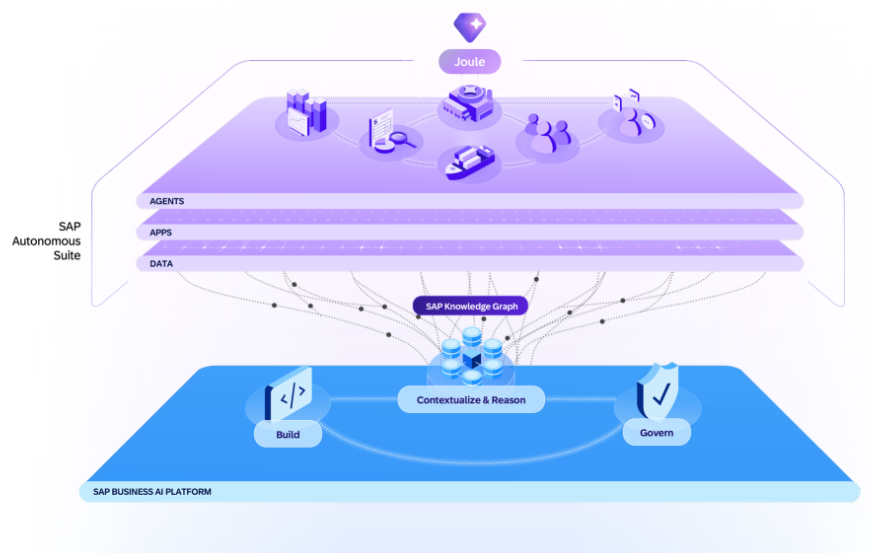 Joule
AGENTS
SAP
Autonomous
Suite
APPS
DATA
SAP Knowledge Graph
Contextualize & Reason
Build
Govern
SAP BUSINESS AI PLATFORM